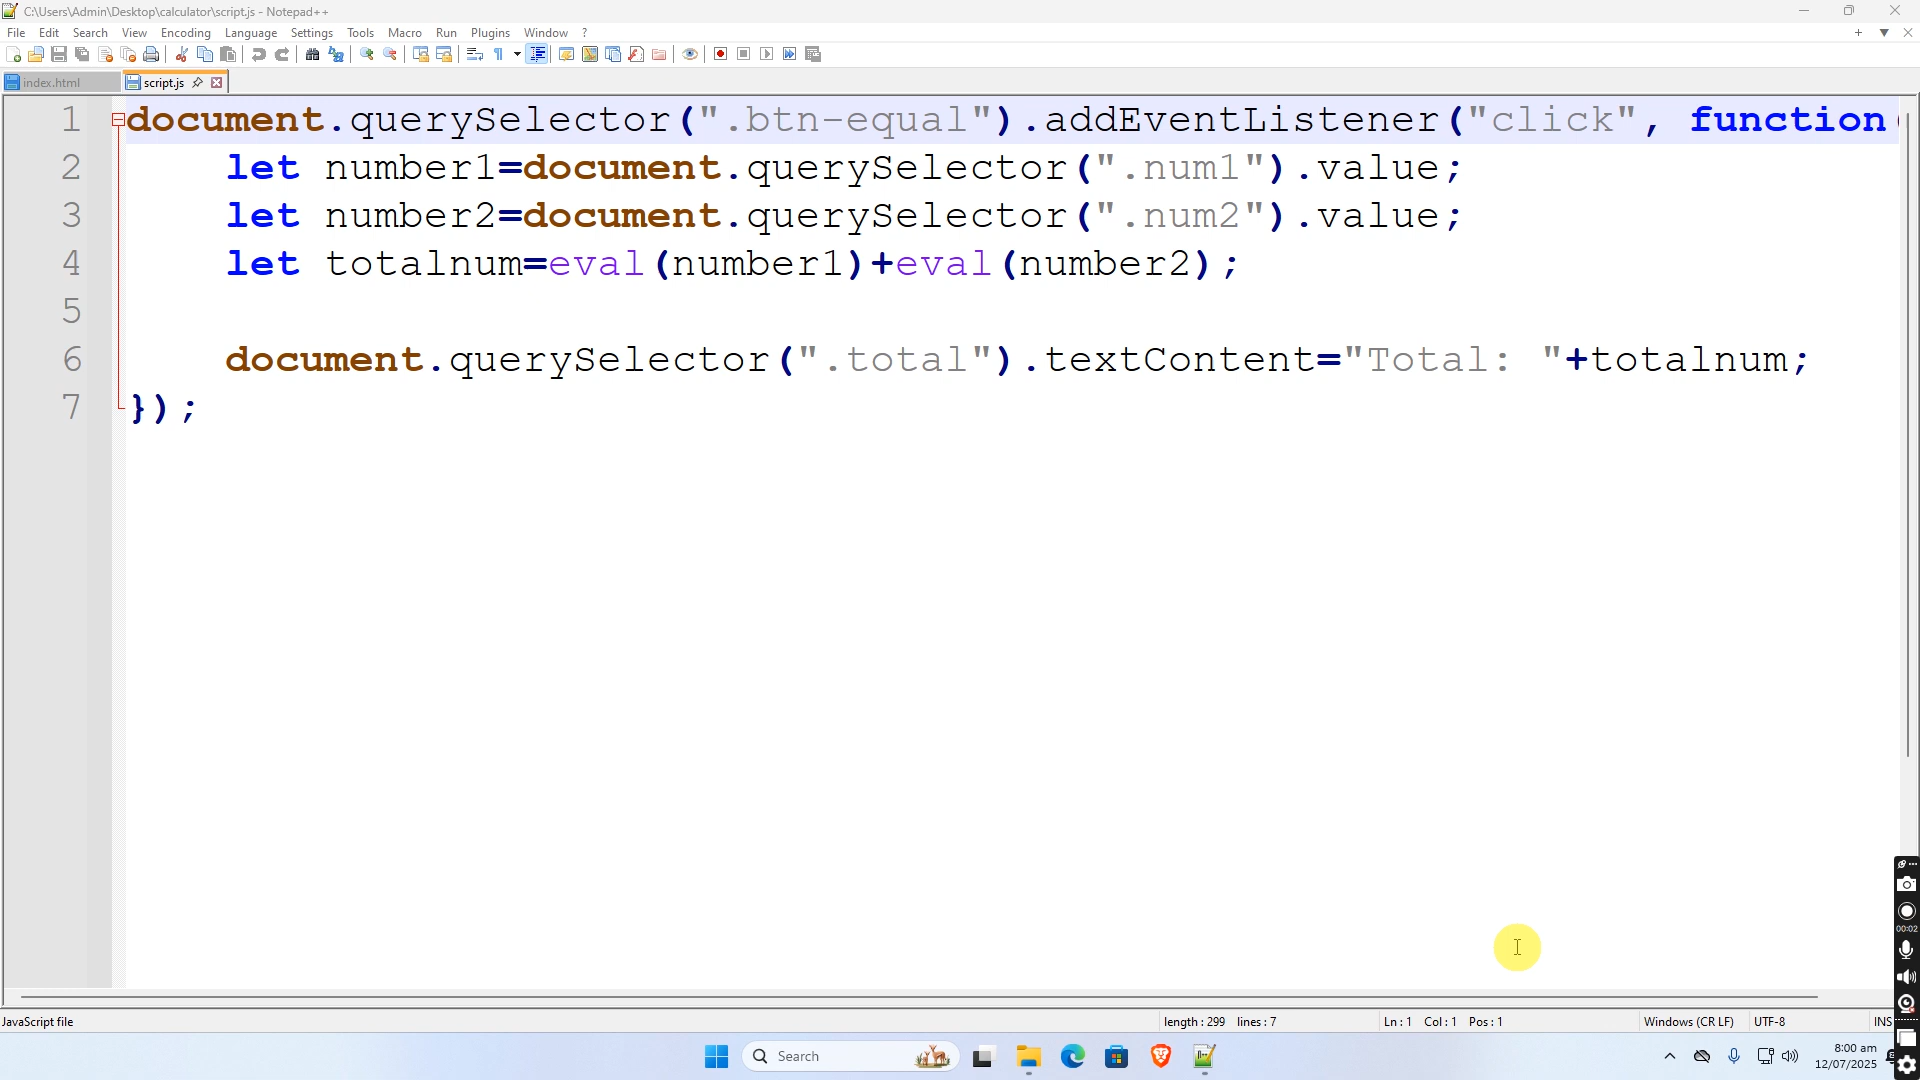 C:\Users\Admin\Desktop\calculator\script.js - Notepad++
File Edit Search View Encoding Language Settings Tools Macro Run Plugins Window ?
index.html script.js
1 document.querySelector(".btn-equal").addEventListener("click", function(
2 let number1=document.querySelector(".num1").value;
3 let number2=document.querySelector(".num2").value;
4 let totalnum=eval(number1)+eval(number2);
5
6 document.querySelector(".total").textContent="Total: "+totalnum;
7 });
00:02
JavaScript file length : 299 lines : 7 Ln : 1 Col : 1 Pos : 1 Windows (CR LF) UTF-8 INS
Search
8:00 am
12/07/2025